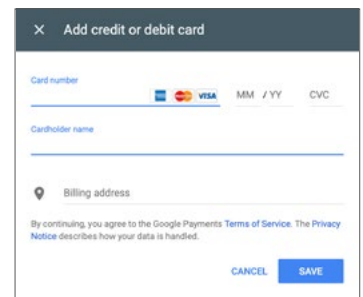 × Add credit or debit card
Card number
VISA MM / YY CVC
Cardholder name
Billing address
By continuing, you agree to the Google Payments Terms of Service. The Privacy
Notice describes how your data is handled.
CANCEL SAVE